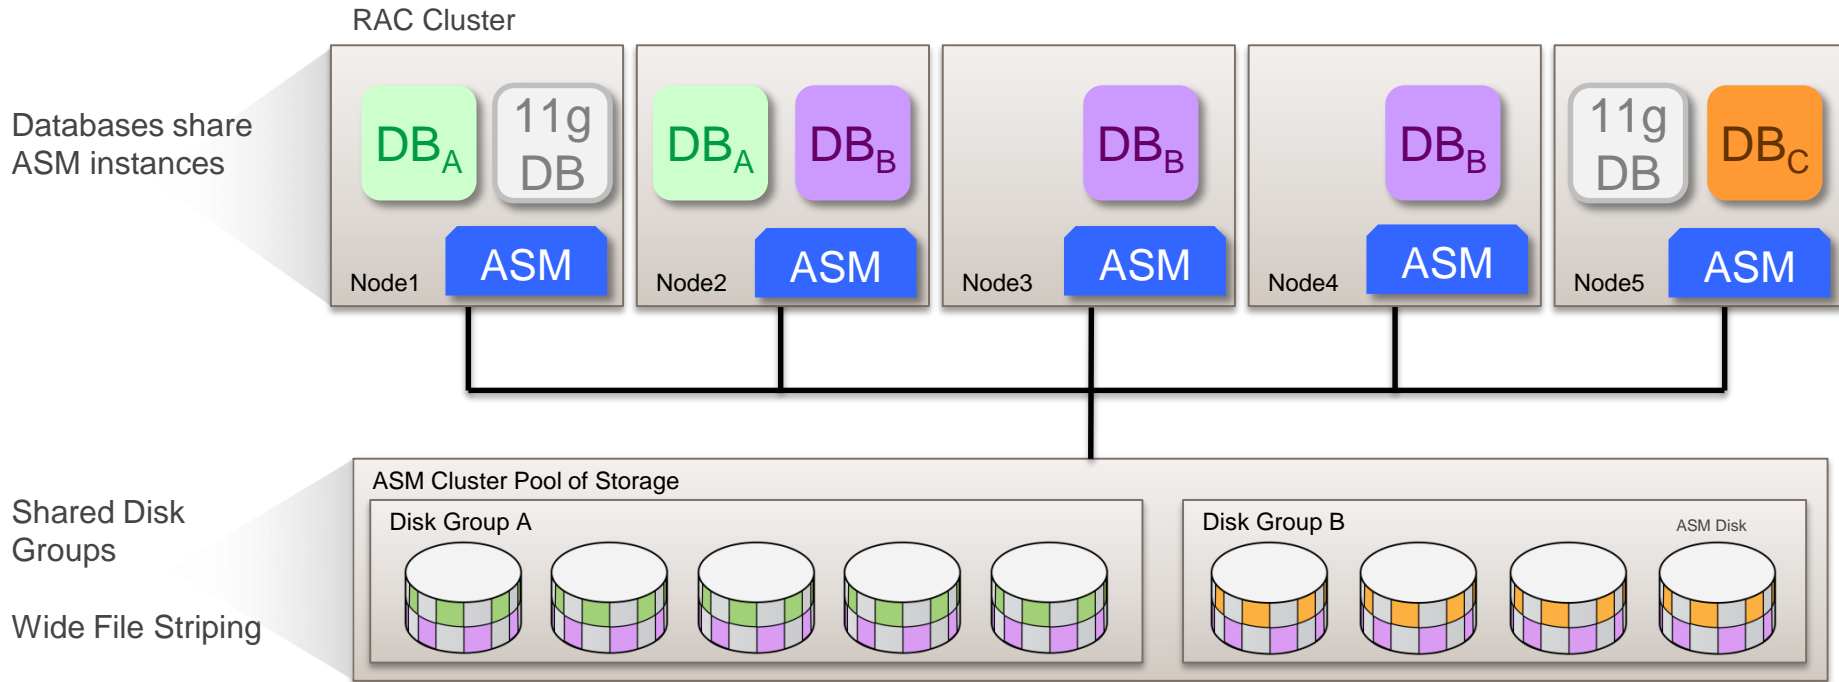 RAC Cluster
Databases share
ASM instances
DBA
11g
DB
ASM
Node1
DBA
DBB
ASM
Node2
DBB
ASM
Node3
DBB
ASM
Node4
11g
DB
DBC
ASM
Node5
Shared Disk
Groups
Wide File Striping
ASM Cluster Pool of Storage
Disk Group A
Disk Group B
ASM Disk